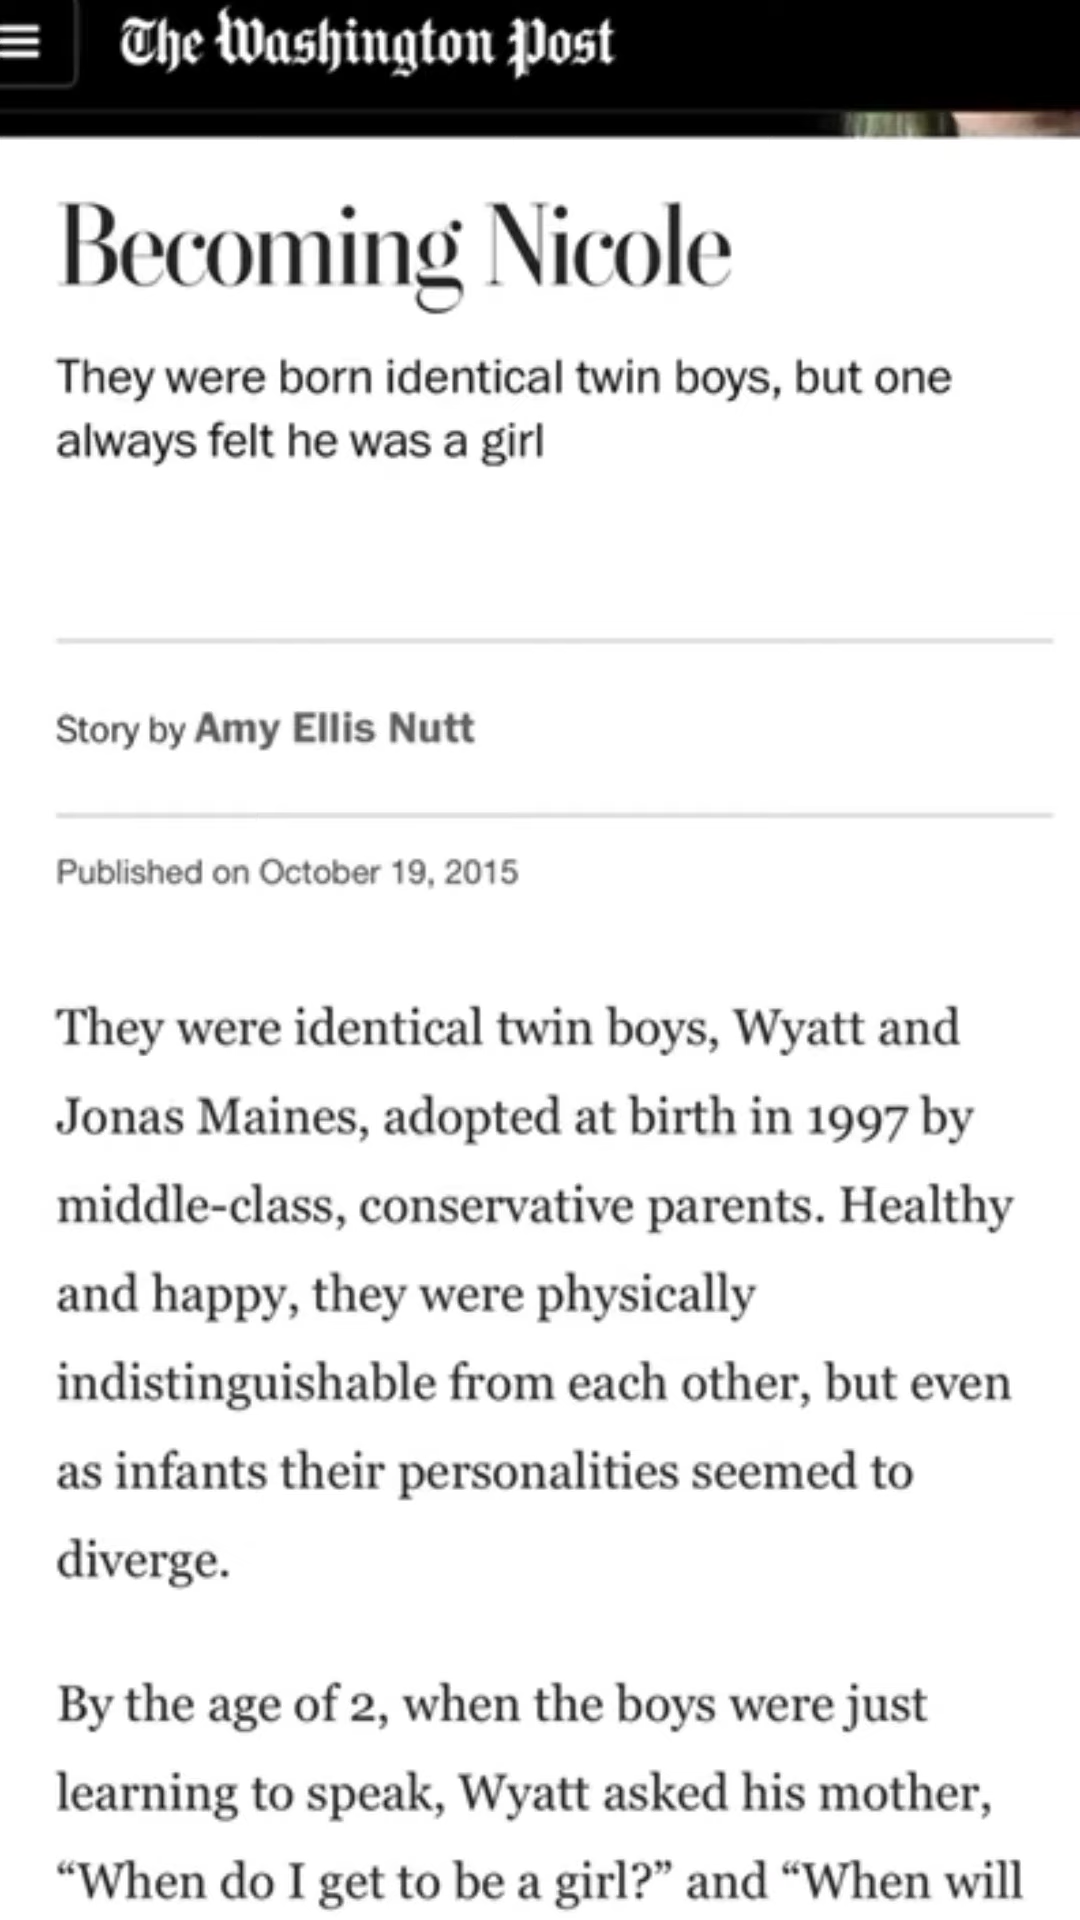 The Washington Post
Becoming Nicole
They were born identical twin boys, but one
always felt he was a girl
Story by Amy Ellis Nutt
Published on October 19, 2015
They were identical twin boys, Wyatt and
Jonas Maines, adopted at birth in 1997 by
middle-class, conservative parents. Healthy
and happy, they were physically
indistinguishable from each other, but even
as infants their personalities seemed to
diverge.
By the age of 2, when the boys were just
learning to speak, Wyatt asked his mother,
“When do I get to be a girl?” and “When will